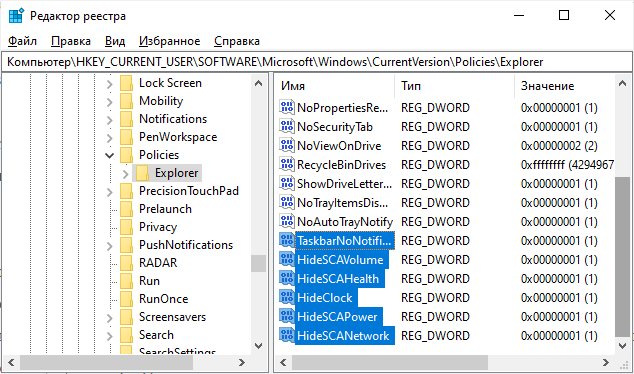 Редактор реестра
Файл Правка Вид Избранное Справка
Компьютер\HKEY_CURRENT_USER\SOFTWARE\Microsoft\Windows\CurrentVersion\Policies\Explorer
Lock Screen
Mobility
Notifications
PenWorkspace
Policies
Explorer
PrecisionTouchPad
Prelaunch
Privacy
PushNotifications
RADAR
Run
RunOnce
Screensavers
Search
SearchSettings
Имя Тип Значение
NoPropertiesRe... REG_DWORD 0x00000001 (1)
NoSecurityTab REG_DWORD 0x00000001 (1)
NoViewOnDrive REG_DWORD 0x00000002 (2)
RecycleBinDrives REG_DWORD 0xffffffff (4294967
ShowDriveLetter... REG_DWORD 0x00000001 (1)
NoTrayItemsDis... REG_DWORD 0x00000001 (1)
NoAutoTrayNotify REG_DWORD 0x00000001 (1)
TaskbarNoNotifi... REG_DWORD 0x00000001 (1)
HideSCAVolume REG_DWORD 0x00000001 (1)
HideSCAHealth REG_DWORD 0x00000001 (1)
HideClock REG_DWORD 0x00000001 (1)
HideSCAPower REG_DWORD 0x00000001 (1)
HideSCANetwork REG_DWORD 0x00000001 (1)